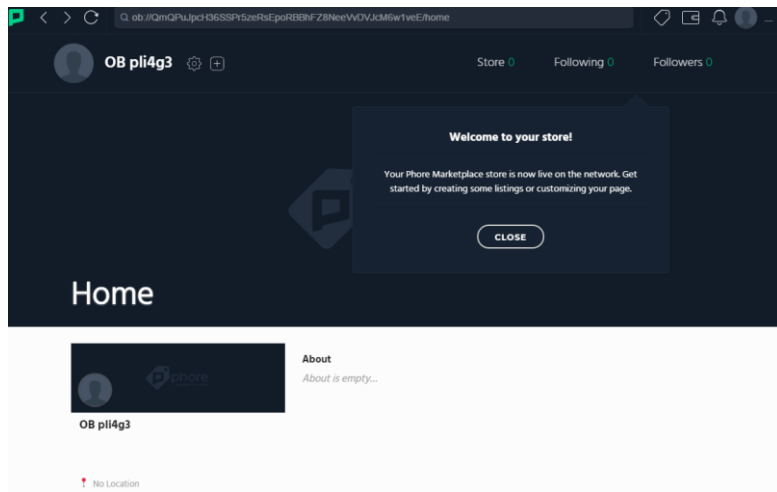 ob://QmQPuJpcH36SSPr5zeRsEpoRBBhFZ8NeeVvDVJcM6w1veE/home
OB pli4g3
Store 0 Following 0 Followers 0
Welcome to your store!
Your Phore Marketplace store is now live on the network. Get
started by creating some listings or customizing your page.
CLOSE
Home
phore
About
About is empty...
OB pli4g3
No Location